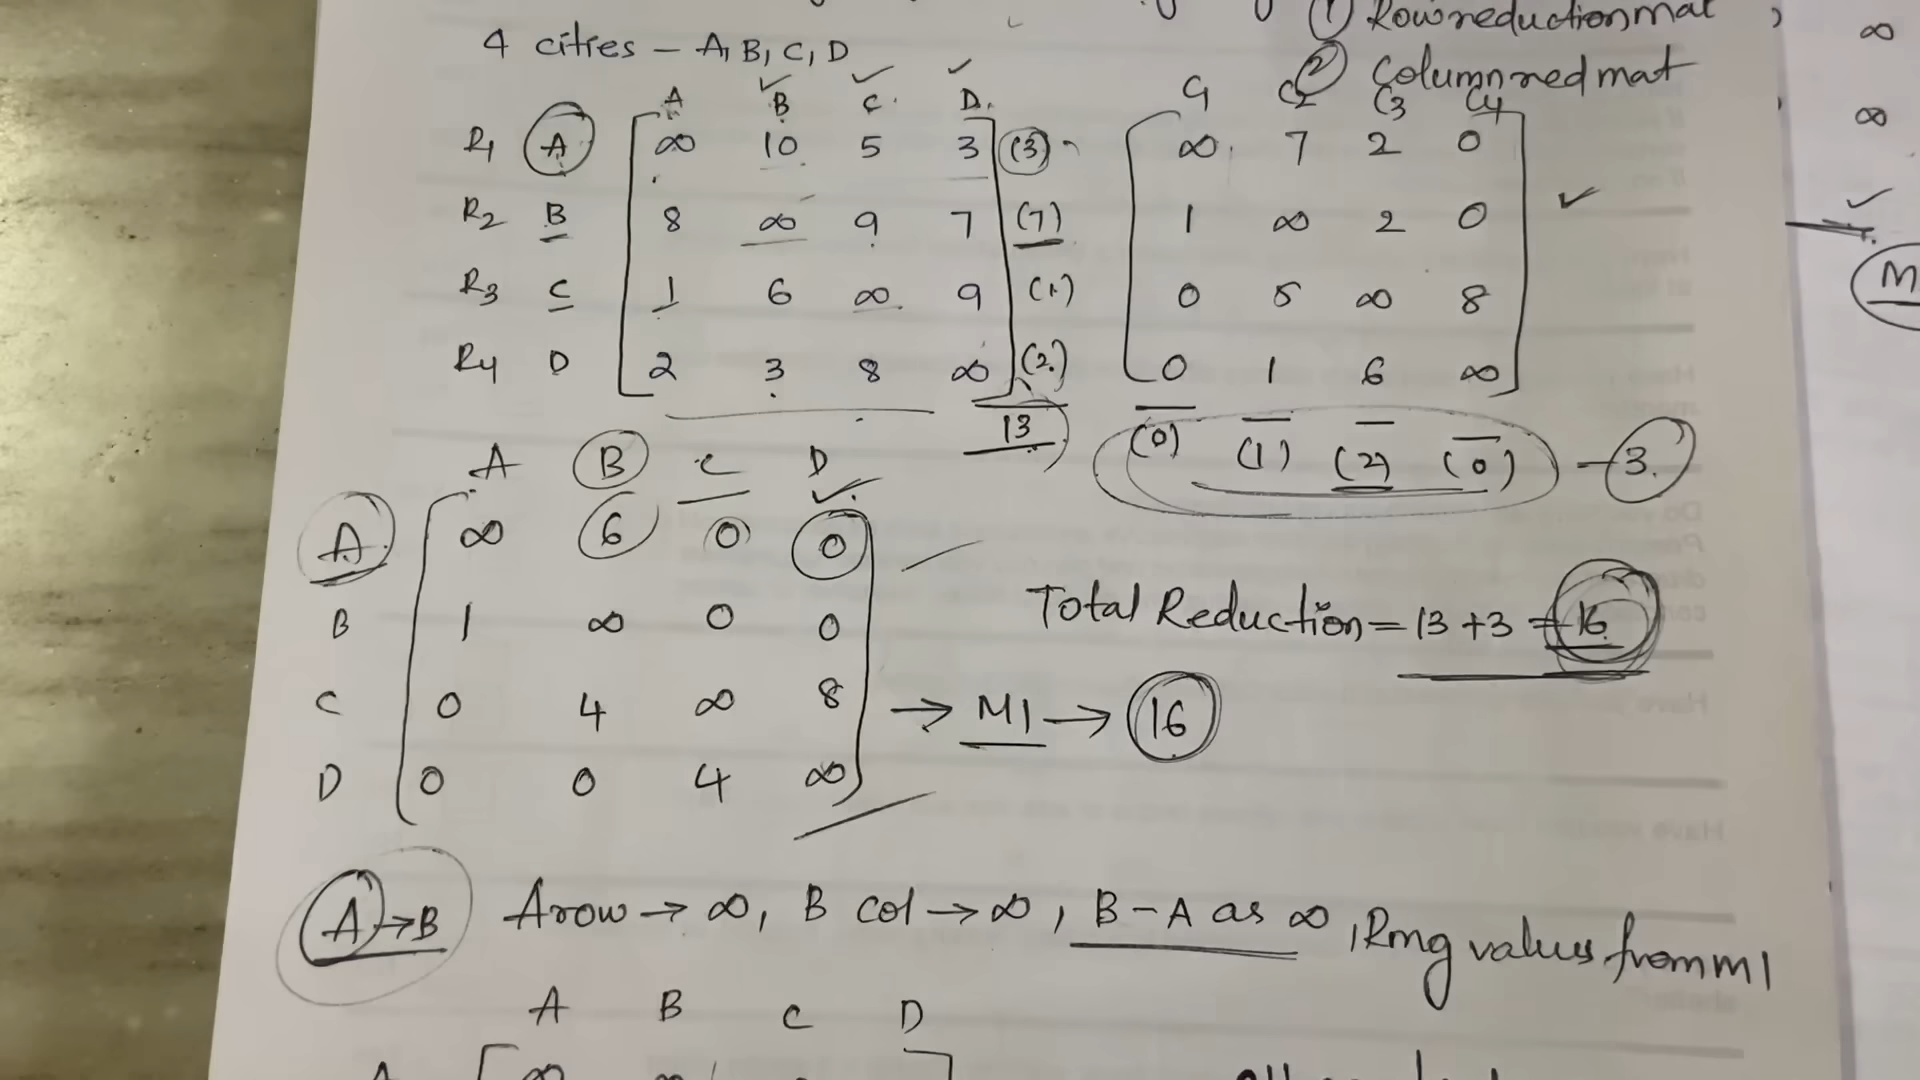 ① Row reduction mat
4 cities - A, B, C, D
② Column red mat
A B C D
R1 A ∞ 10 5 3 (3)
R2 B 8 ∞ 9 7 (7)
R3 C 1 6 ∞ 9 (1)
R4 D 2 3 8 ∞ (2)
13
C1 C2 C3 C4
∞ 7 2 0
1 ∞ 2 0
0 5 ∞ 8
0 1 6 ∞
(0) (1) (2) (0) - 3
A B C D
A ∞ 6 0 0
B 1 ∞ 0 0
C 0 4 ∞ 8
D 0 0 4 ∞
Total Reduction = 13 + 3 = 16
→ M1 → 16
A → B A row → ∞, B col → ∞, B - A as ∞, Rmg values from m1
A B C D
∞
∞
M